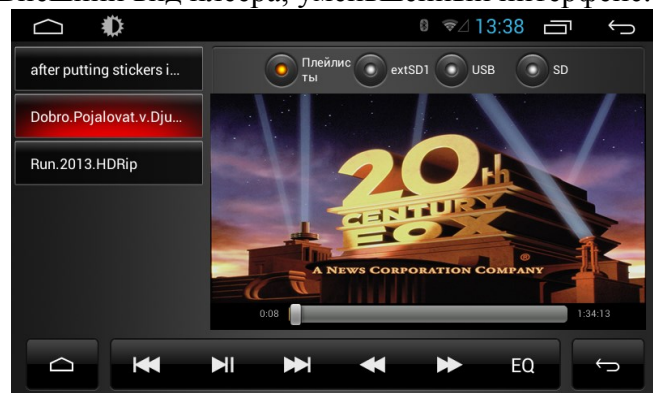 13:38
after putting stickers i...
Dobro.Pojalovat.v.Dju...
Run.2013.HDRip
Плейлис
ты
extSD1
USB
SD
20th
CENTURY
FOX
®
A NEWS CORPORATION COMPANY
0:08
1:34:13
EQ